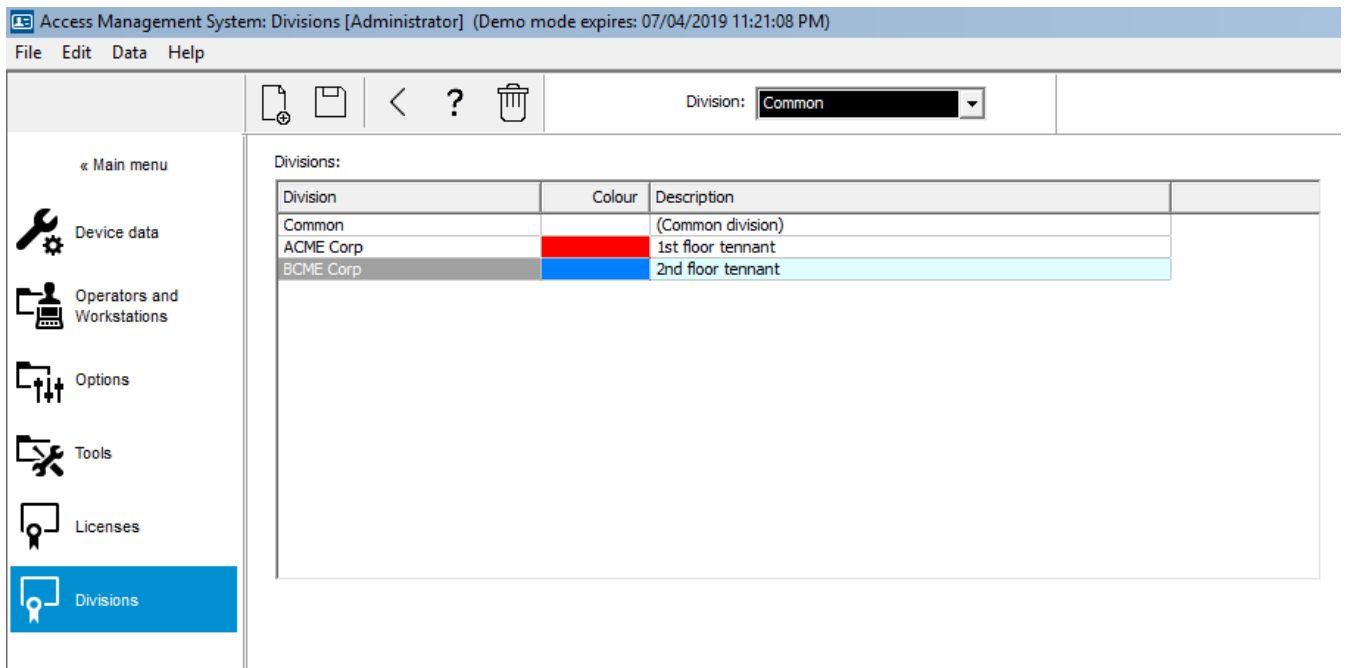 Access Management System: Divisions [Administrator] (Demo mode expires: 07/04/2019 11:21:08 PM)
File Edit Data Help
? Division: Common
« Main menu
Device data
Operators and
Workstations
Options
Tools
Licenses
Divisions
Divisions:
Division Colour Description
Common (Common division)
ACME Corp 1st floor tennant
BCME Corp 2nd floor tennant